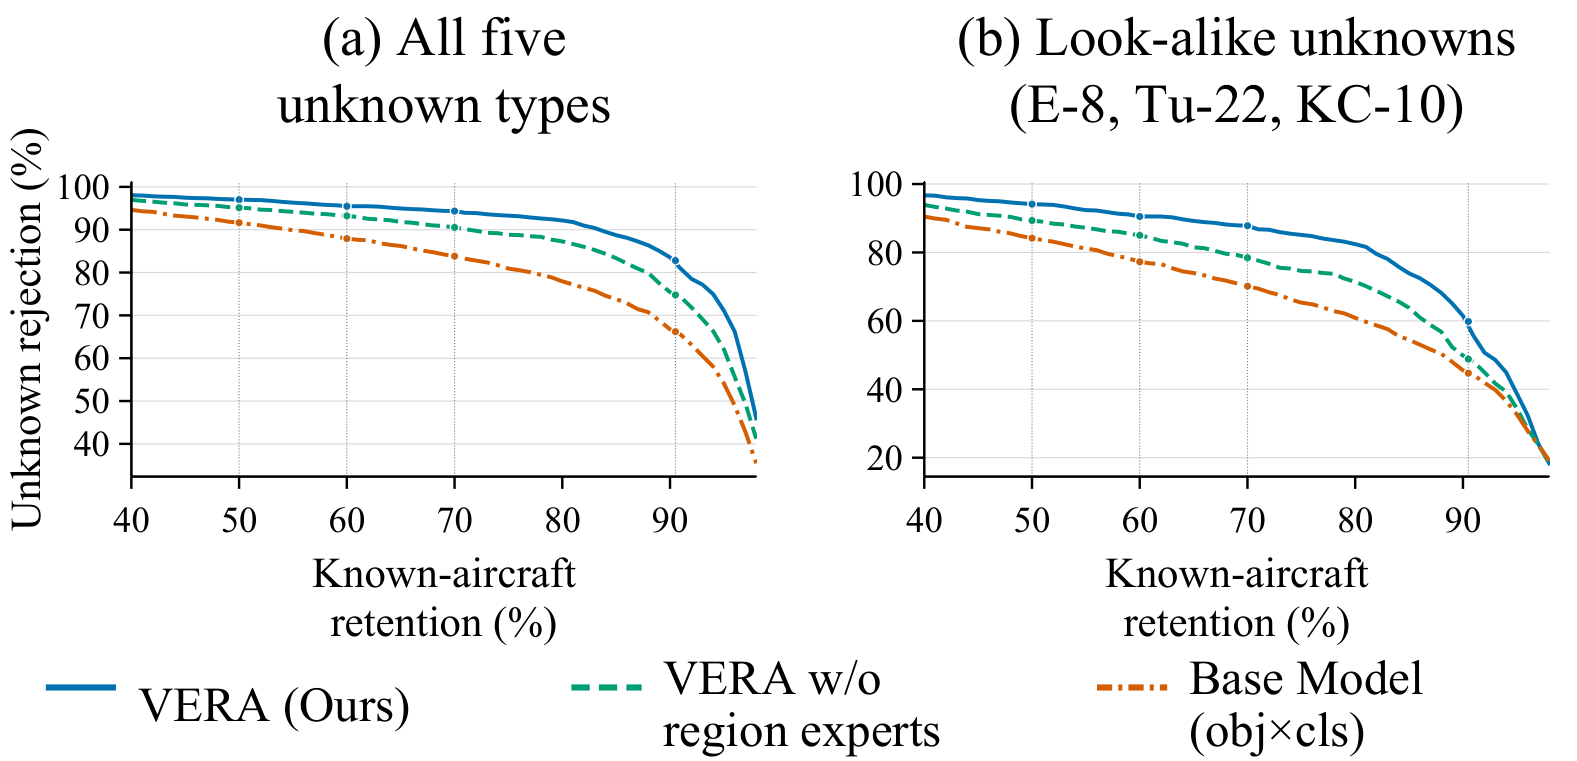 (a) All five
unknown types
(b) Look-alike unknowns
(E-8, Tu-22, KC-10)
Unknown rejection (%)
100
90
80
70
60
50
40
40 50 60 70 80 90
Known-aircraft
retention (%)
100
80
60
40
20
40 50 60 70 80 90
Known-aircraft
retention (%)
VERA (Ours)
VERA w/o
region experts
Base Model
(obj×cls)